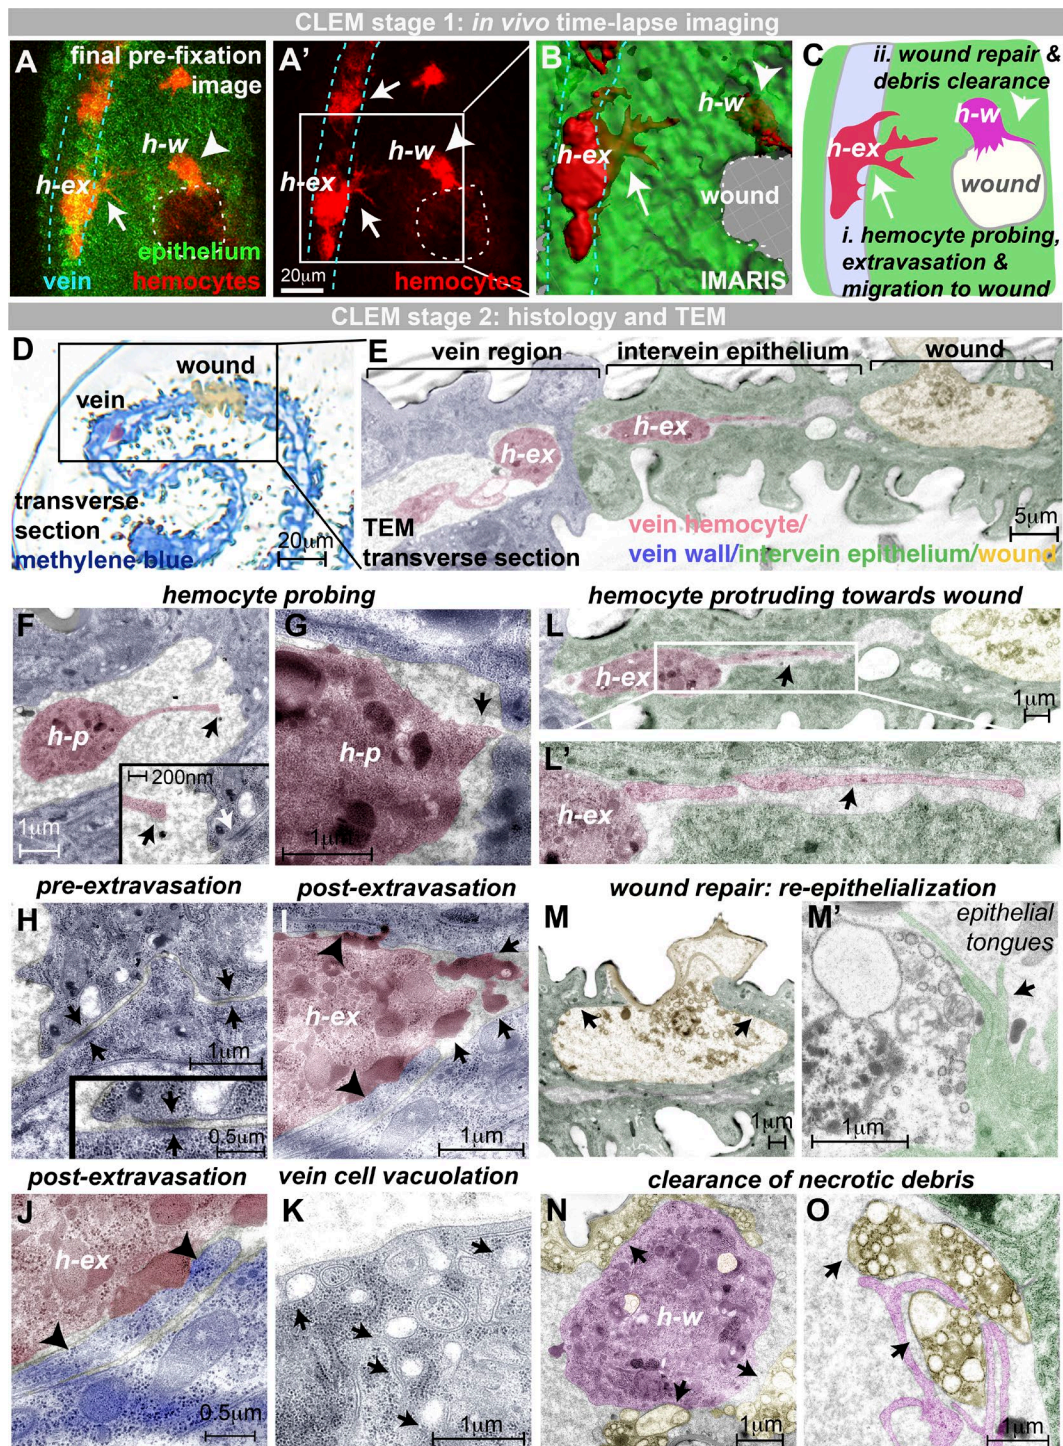 CLEM stage 1: in vivo time-lapse imaging
A
final pre-fixation
image
h-w
h-ex
epithelium
vein
hemocytes
A'
h-w
h-ex
20μm
hemocytes
B
h-w
h-ex
wound
IMARIS
C
ii. wound repair &
debris clearance
h-w
h-ex
wound
i. hemocyte probing,
extravasation &
migration to wound
CLEM stage 2: histology and TEM
D
wound
vein
transverse
section
methylene blue
20μm
E
vein region
intervein epithelium
wound
h-ex
h-ex
TEM
transverse section
vein hemocyte/
vein wall/intervein epithelium/wound
5μm
hemocyte probing
F
h-p
200nm
1μm
G
h-p
1μm
hemocyte protruding towards wound
L
h-ex
1μm
L'
h-ex
pre-extravasation
H
1μm
0.5μm
post-extravasation
I
h-ex
1μm
wound repair: re-epithelialization
M
1μm
M'
epithelial
tongues
1μm
post-extravasation
J
h-ex
0.5μm
vein cell vacuolation
K
1μm
clearance of necrotic debris
N
h-w
1μm
O
1μm